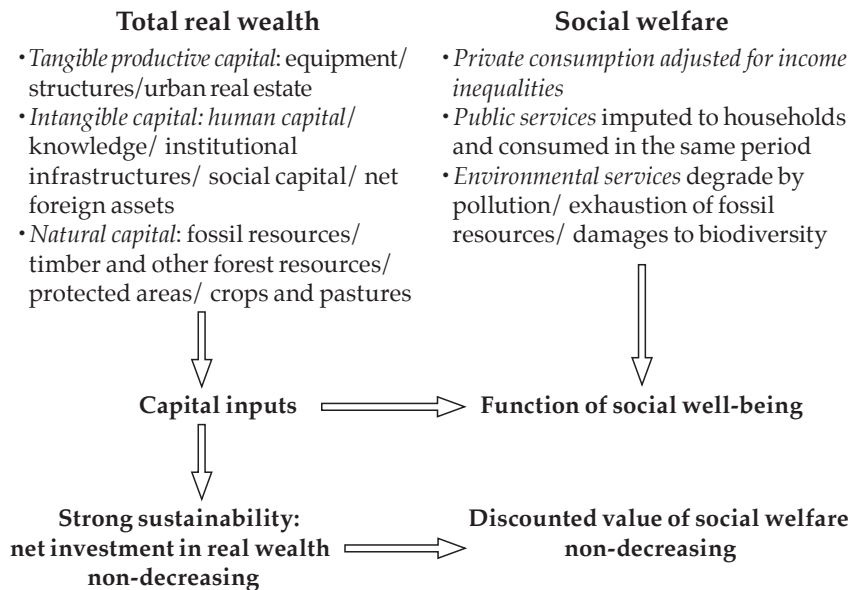 Total real wealth
• Tangible productive capital: equipment/
structures/urban real estate
• Intangible capital: human capital/
knowledge/ institutional
infrastructures/ social capital/ net
foreign assets
• Natural capital: fossil resources/
timber and other forest resources/
protected areas/ crops and pastures
Social welfare
• Private consumption adjusted for income
inequalities
• Public services imputed to households
and consumed in the same period
• Environmental services degrade by
pollution/ exhaustion of fossil
resources/ damages to biodiversity
Capital inputs
Function of social well-being
Strong sustainability:
net investment in real wealth
non-decreasing
Discounted value of social welfare
non-decreasing